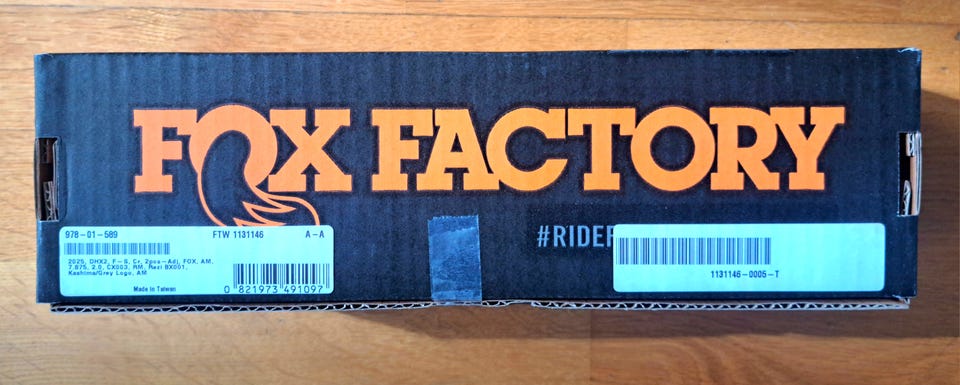 FOX FACTORY
#RIDEF
978-01-589 FTW 1131146 A-A
2025, DHX2, F-S, Cr, 2pos-Adj, FOX, AM,
7.875, 2.0, CX003, RM, Rezi BX001,
Kashima/Grey Logo, AM
Made in Taiwan
0 821973 491097
1131146-0005-T